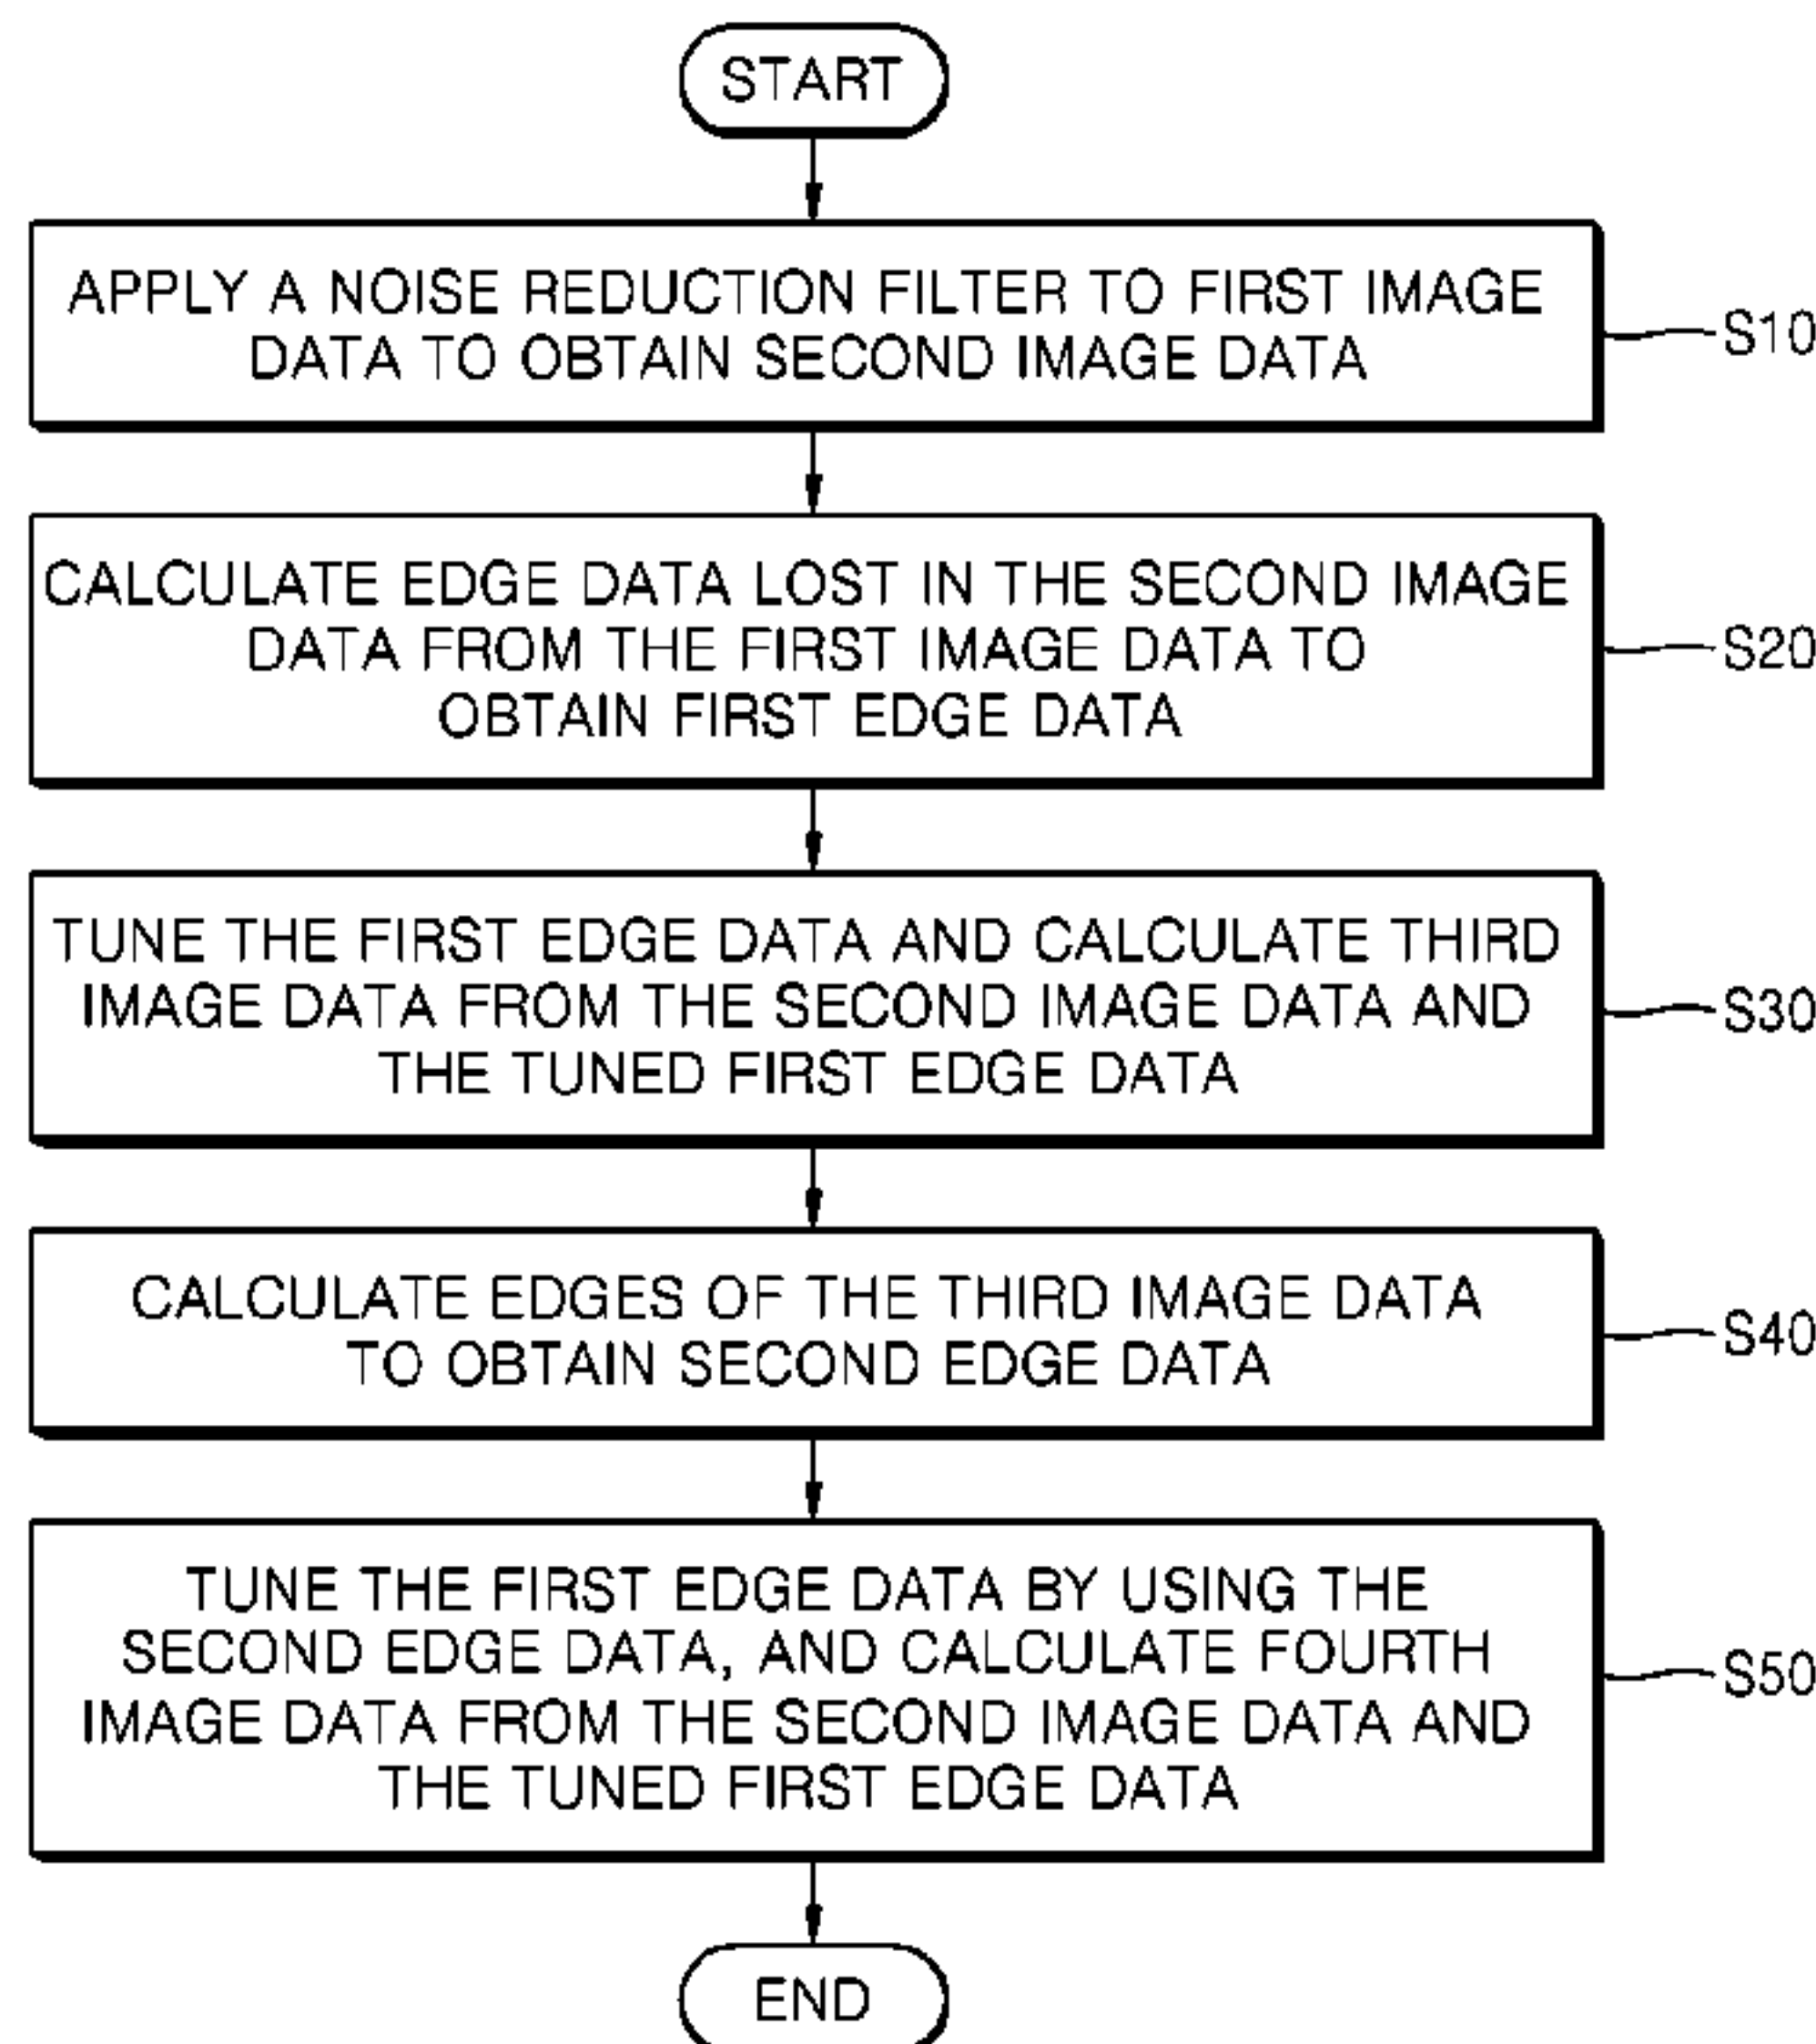 START
APPLY A NOISE REDUCTION FILTER TO FIRST IMAGE
DATA TO OBTAIN SECOND IMAGE DATA
S10
CALCULATE EDGE DATA LOST IN THE SECOND IMAGE
DATA FROM THE FIRST IMAGE DATA TO
OBTAIN FIRST EDGE DATA
S20
TUNE THE FIRST EDGE DATA AND CALCULATE THIRD
IMAGE DATA FROM THE SECOND IMAGE DATA AND
THE TUNED FIRST EDGE DATA
S30
CALCULATE EDGES OF THE THIRD IMAGE DATA
TO OBTAIN SECOND EDGE DATA
S40
TUNE THE FIRST EDGE DATA BY USING THE
SECOND EDGE DATA, AND CALCULATE FOURTH
IMAGE DATA FROM THE SECOND IMAGE DATA AND
THE TUNED FIRST EDGE DATA
S50
END